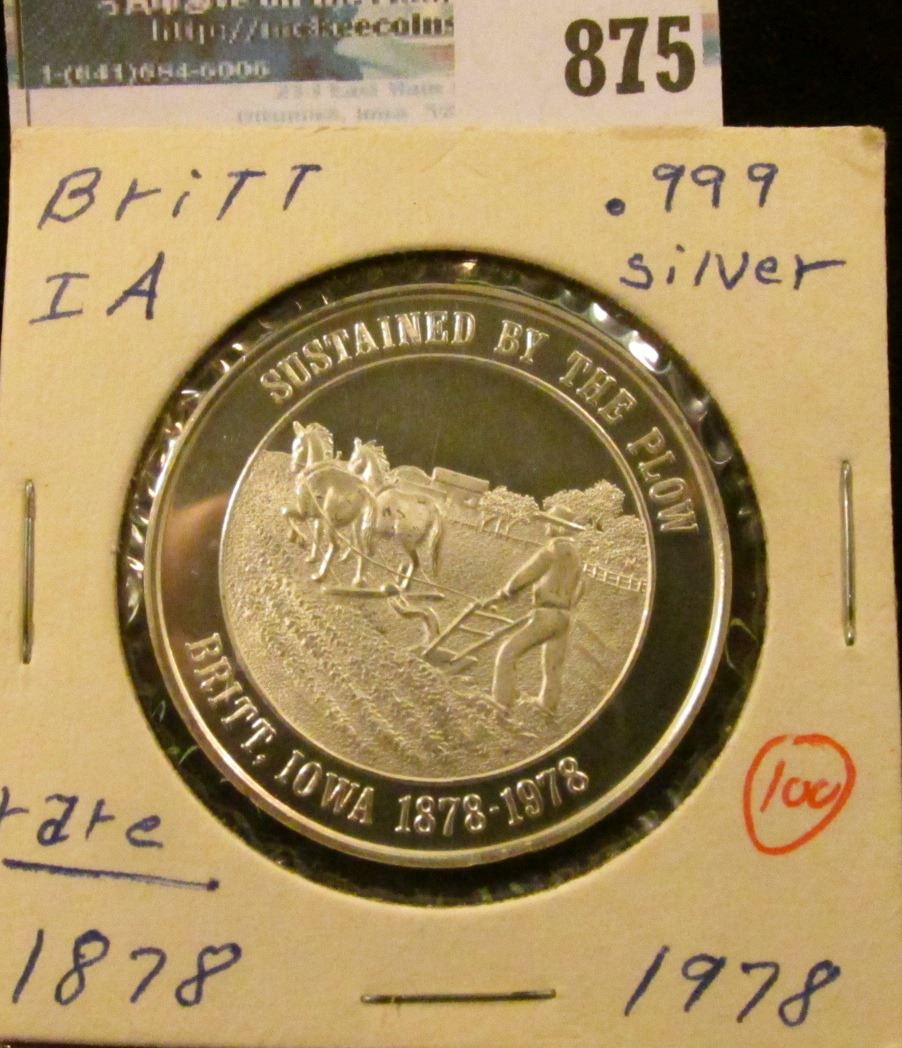 http://mckeecoins
875
1-(641)684-6006
Britt
IA
.999
silver
SUSTAINED BY THE PLOW
BRITT, IOWA 1878-1978
100
rare
1878
1978